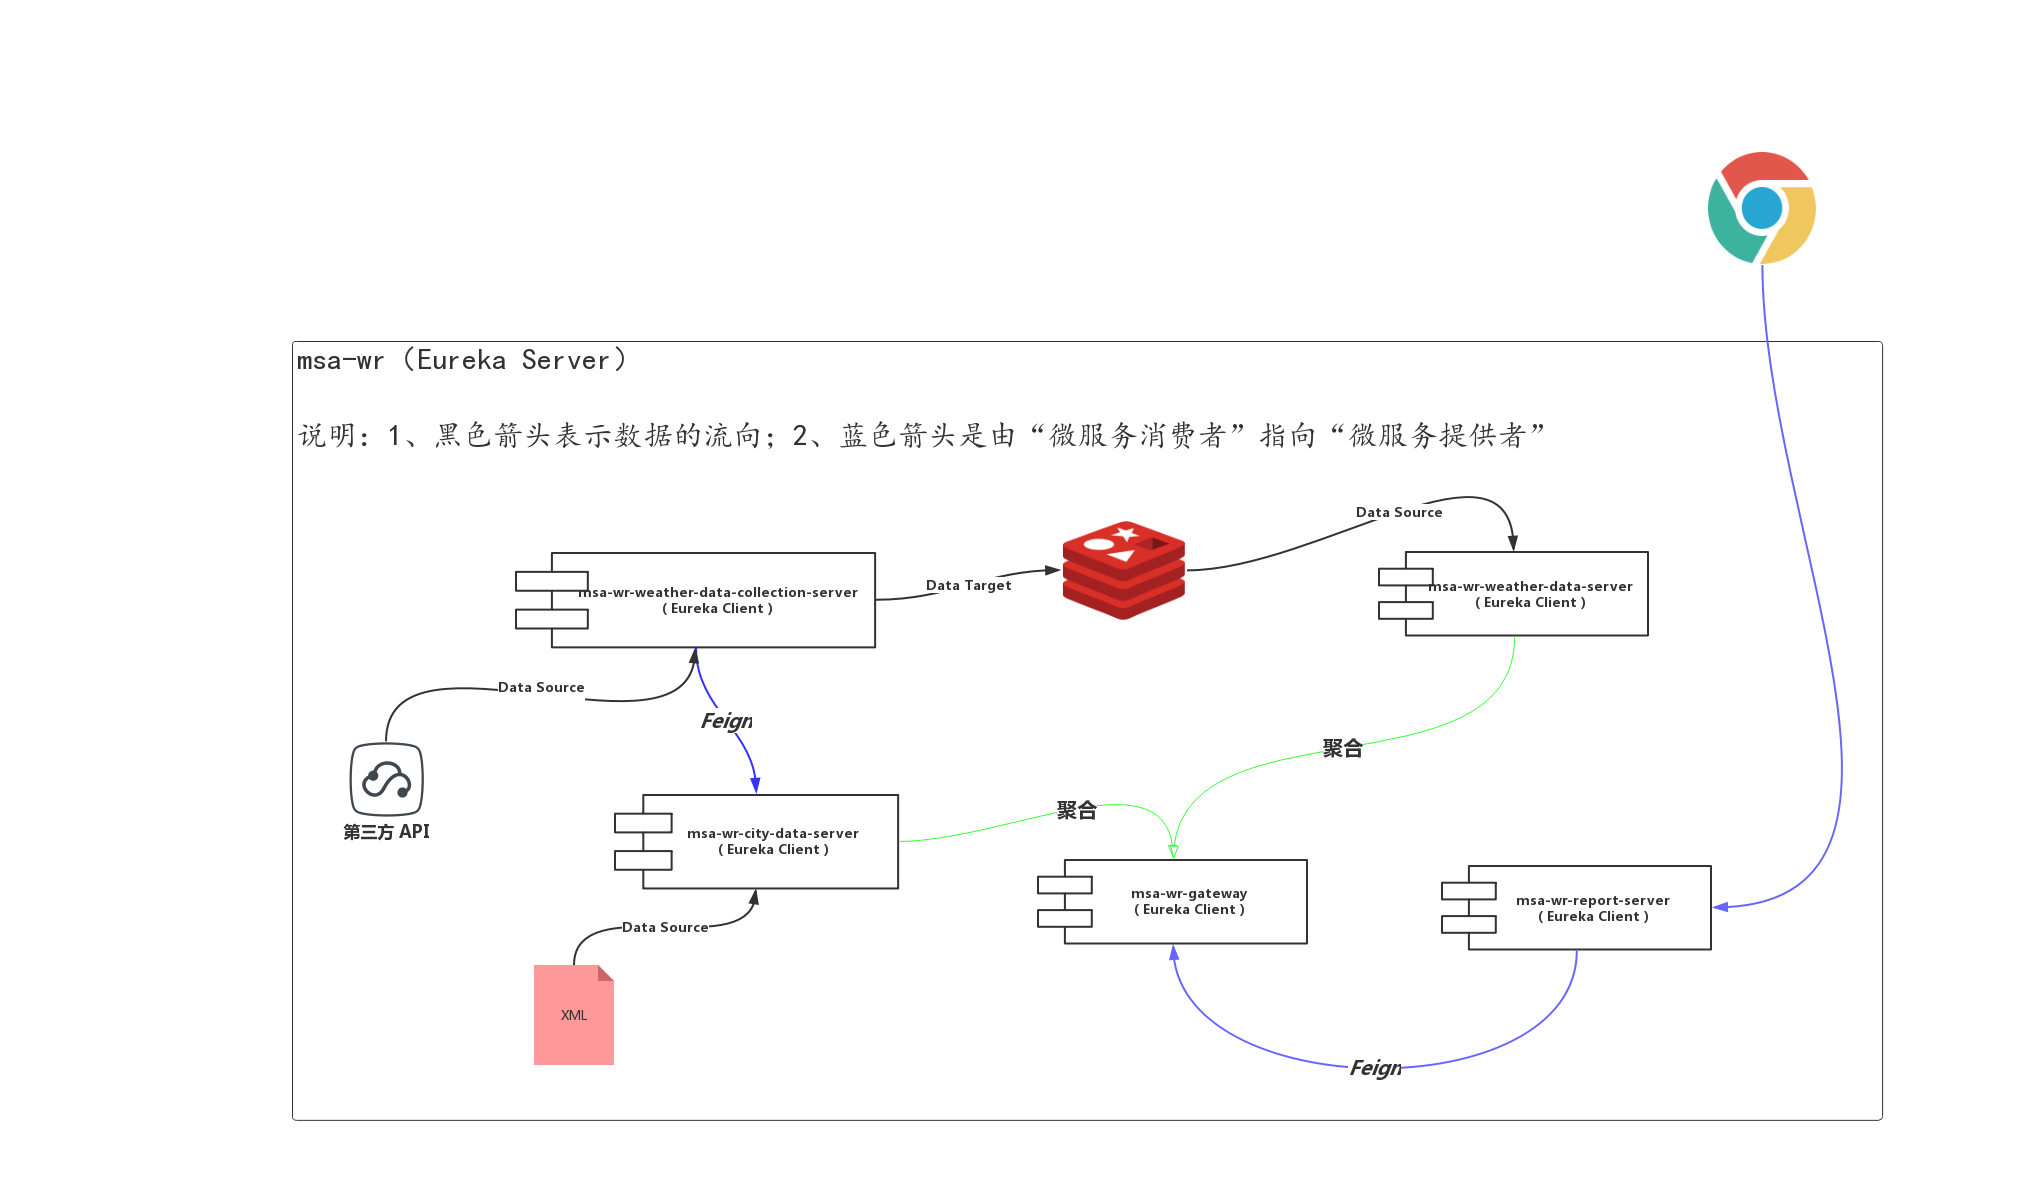 msa-wr（Eureka Server）
说明：1、黑色箭头表示数据的流向；2、蓝色箭头是由“微服务消费者”指向“微服务提供者”
Data Source
msa-wr-weather-data-collection-server
( Eureka Client )
Data Target
msa-wr-weather-data-server
( Eureka Client )
Data Source
Feign
聚合
第三方 API
聚合
msa-wr-city-data-server
( Eureka Client )
msa-wr-gateway
( Eureka Client )
msa-wr-report-server
( Eureka Client )
Data Source
XML
Feign